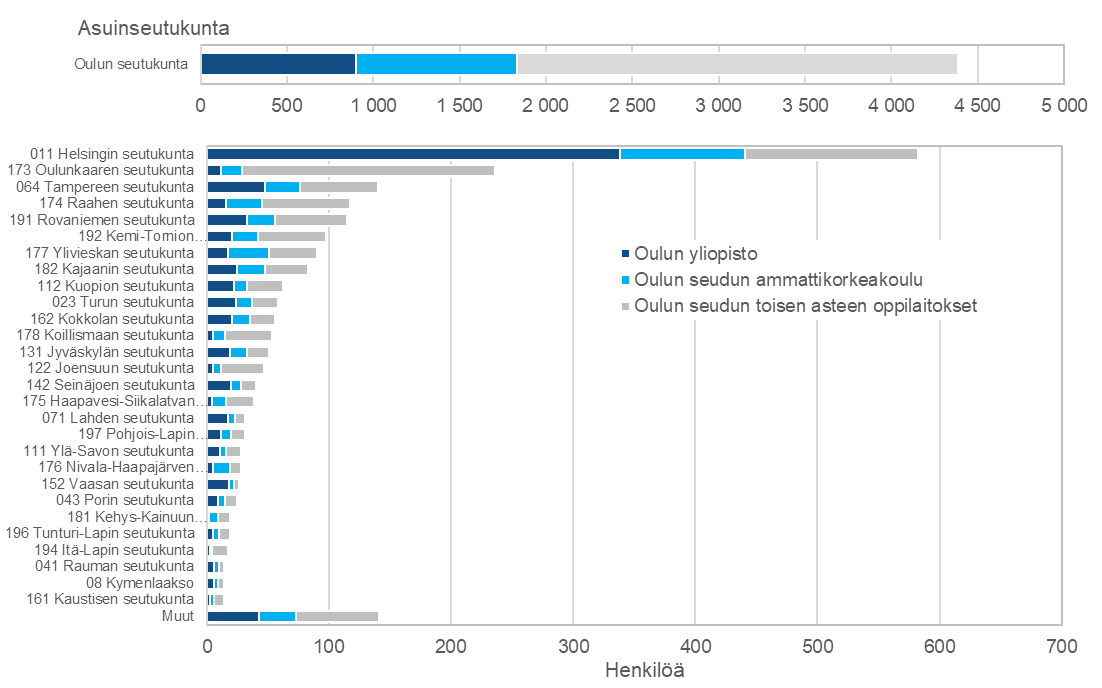 Asuinseutukunta
Oulun seutukunta
0 500 1 000 1 500 2 000 2 500 3 000 3 500 4 000 4 500 5 000
011 Helsingin seutukunta
173 Oulunkaaren seutukunta
064 Tampereen seutukunta
174 Raahen seutukunta
191 Rovaniemen seutukunta
192 Kemi-Tornion...
177 Ylivieskan seutukunta
182 Kajaanin seutukunta
112 Kuopion seutukunta
023 Turun seutukunta
162 Kokkolan seutukunta
178 Koillismaan seutukunta
131 Jyväskylän seutukunta
122 Joensuun seutukunta
142 Seinäjoen seutukunta
175 Haapavesi-Siikalatvan...
071 Lahden seutukunta
197 Pohjois-Lapin...
111 Ylä-Savon seutukunta
176 Nivala-Haapajärven...
152 Vaasan seutukunta
043 Porin seutukunta
181 Kehys-Kainuun...
196 Tunturi-Lapin seutukunta
194 Itä-Lapin seutukunta
041 Rauman seutukunta
08 Kymenlaakso
161 Kaustisen seutukunta
Muut
Oulun yliopisto
Oulun seudun ammattikorkeakoulu
Oulun seudun toisen asteen oppilaitokset
0 100 200 300 400 500 600 700
Henkilöä